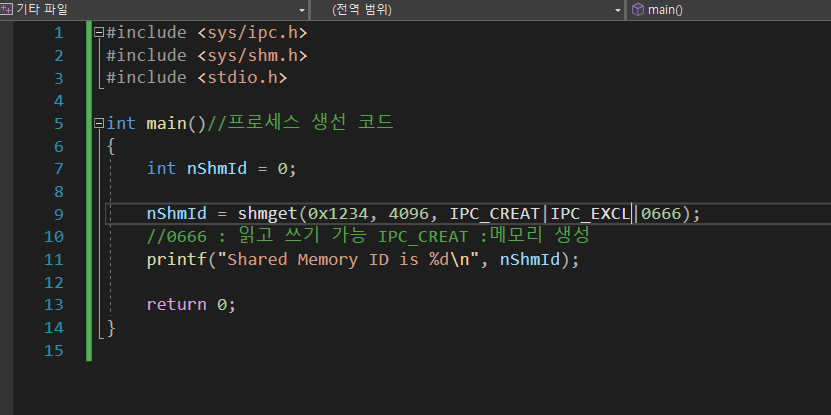 기타 파일 (전역 범위) main()
1 #include <sys/ipc.h>
2 #include <sys/shm.h>
3 #include <stdio.h>
4
5 int main()//프로세스 생선 코드
6 {
7 int nShmId = 0;
8
9 nShmId = shmget(0x1234, 4096, IPC_CREAT|IPC_EXCL|0666);
10 //0666 : 읽고 쓰기 가능 IPC_CREAT :메모리 생성
11 printf("Shared Memory ID is %d\n", nShmId);
12
13 return 0;
14 }
15